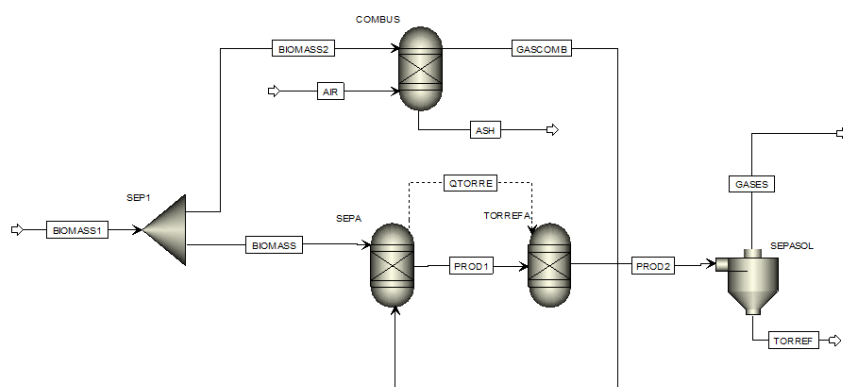 COMBUS
BIOMASS2
GASCOMB
AIR
ASH
QTORRE
GASES
SEP1
SEPA
TORREFA
SEPASOL
BIOMASS1
BIOMASS
PROD1
PROD2
TORREF